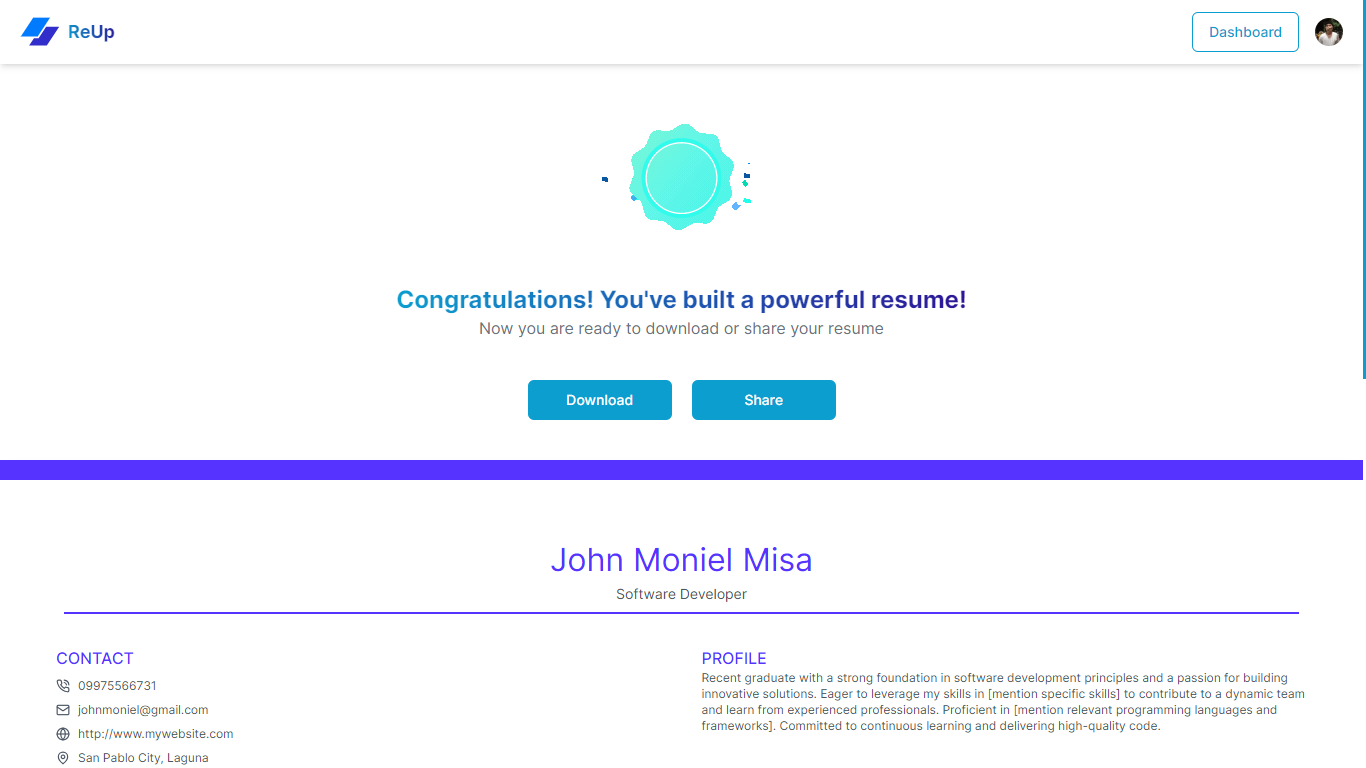 ReUp
Dashboard
Congratulations! You've built a powerful resume!
Now you are ready to download or share your resume
Download
Share
John Moniel Misa
Software Developer
CONTACT
09975566731
johnmoniel@gmail.com
http://www.mywebsite.com
San Pablo City, Laguna
PROFILE
Recent graduate with a strong foundation in software development principles and a passion for building
innovative solutions. Eager to leverage my skills in [mention specific skills] to contribute to a dynamic team
and learn from experienced professionals. Proficient in [mention relevant programming languages and
frameworks]. Committed to continuous learning and delivering high-quality code.